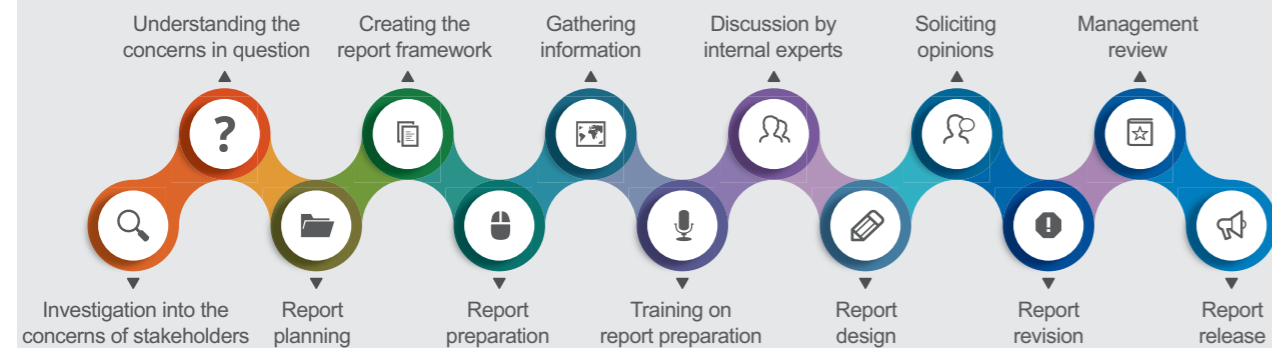 Understanding the
concerns in question
Creating the
report framework
Gathering
information
Discussion by
internal experts
Soliciting
opinions
Management
review
?
Investigation into the
concerns of stakeholders
Report
planning
Report
preparation
Training on
report preparation
Report
design
Report
revision
Report
release